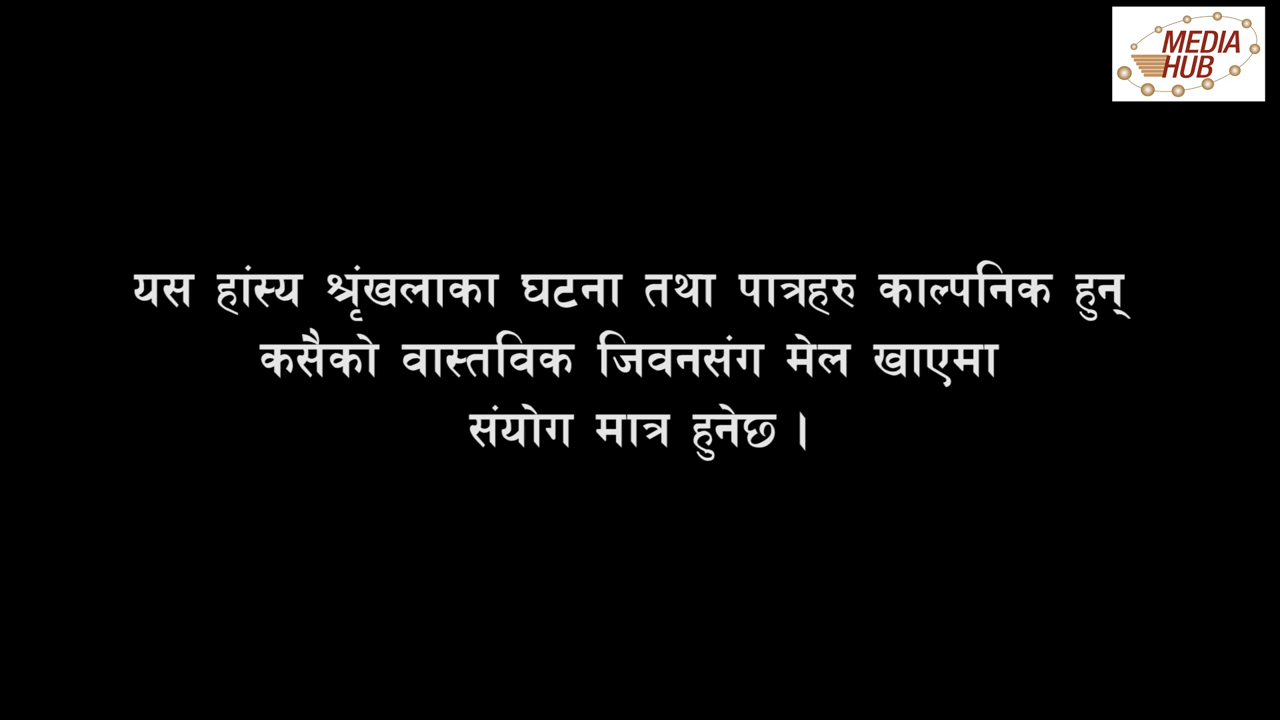 MEDIA
HUB
यस हांस्य श्रृंखलाका घटना तथा पात्रहरु काल्पनिक हुन्
कसैको वास्तविक जिवनसंग मेल खाएमा
संयोग मात्र हुनेछ ।